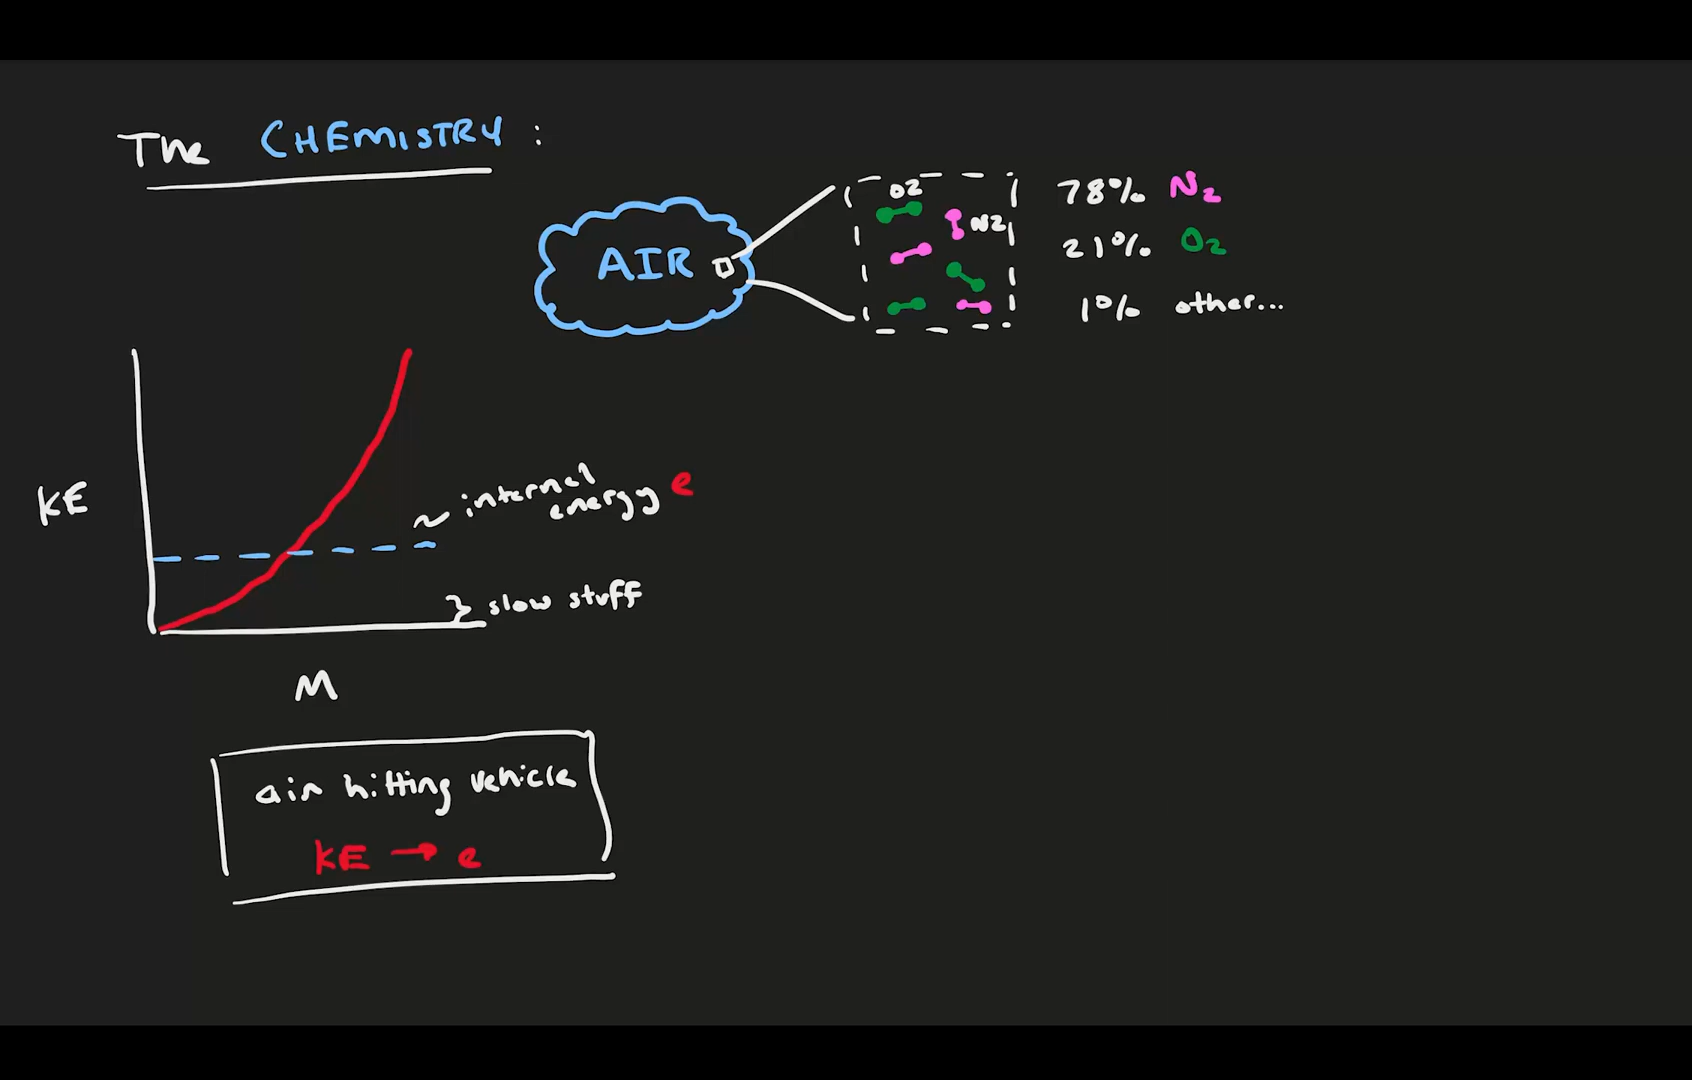 The CHEMISTRY:
AIR
O2
N2
78% N2
21% O2
1% other...
KE
internal
energy e
slow stuff
M
air hitting vehicle
KE → e